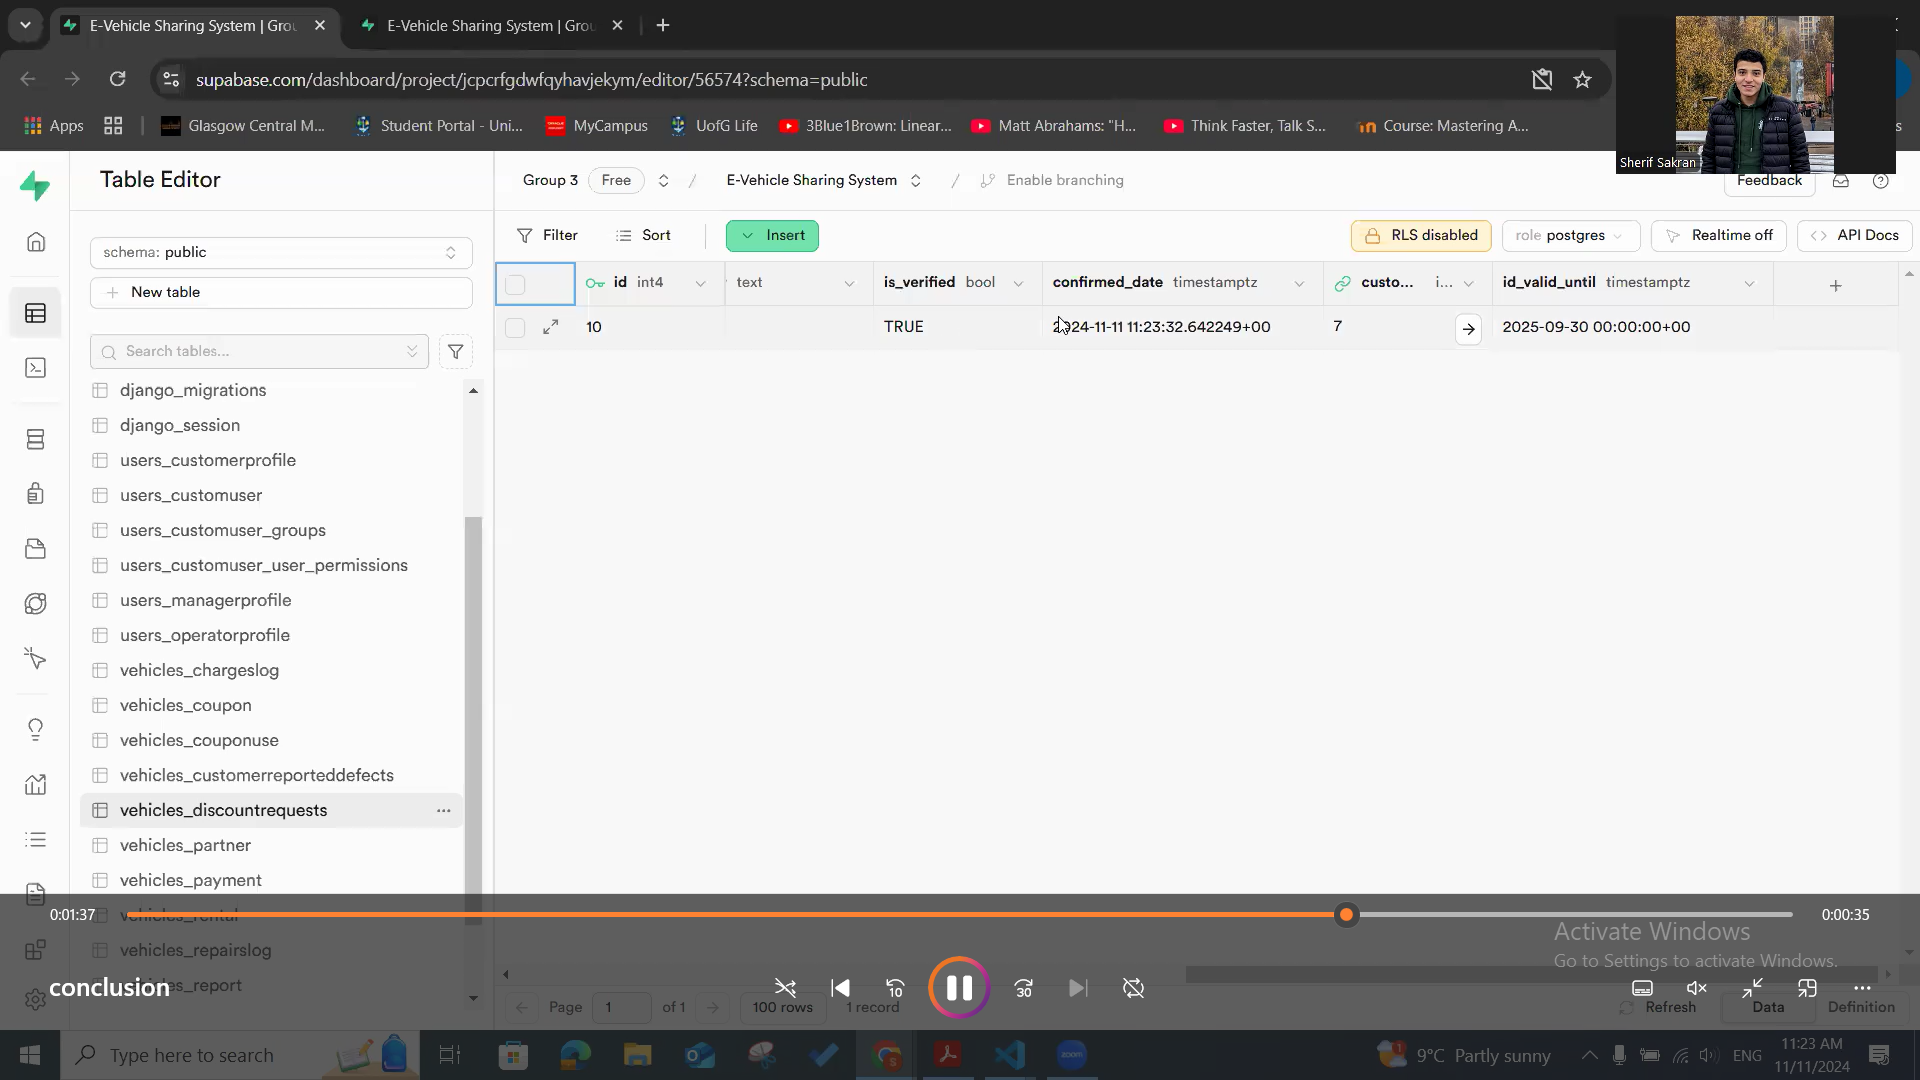 E-Vehicle Sharing System | Gro
E-Vehicle Sharing System | Grou
supabase.com/dashboard/project/jcpcrfgdwfqyhavjekym/editor/56574?schema=public
Apps
Glasgow Central M...
Student Portal - Uni...
MyCampus
UofG Life
3Blue1Brown: Linear...
Matt Abrahams: "H...
Think Faster, Talk S...
Course: Mastering A...
Sherif Sakran
Table Editor
Group 3 Free / E-Vehicle Sharing System / Enable branching
Feedback
schema: public
New table
Search tables...
django_migrations
django_session
users_customerprofile
users_customuser
users_customuser_groups
users_customuser_user_permissions
users_managerprofile
users_operatorprofile
vehicles_chargeslog
vehicles_coupon
vehicles_couponuse
vehicles_customerreporteddefects
vehicles_discountrequests
vehicles_partner
vehicles_payment
vehicles_rental
vehicles_repairslog
vehicles_report
Filter Sort Insert
RLS disabled role postgres Realtime off API Docs
id int4 text is_verified bool confirmed_date timestamptz custo... i... id_valid_until timestamptz
10 TRUE 2024-11-11 11:23:32.642249+00 7 2025-09-30 00:00:00+00
0:01:37
0:00:35
Activate Windows
Go to Settings to activate Windows.
conclusion
10
30
Page 1 of 1 100 rows 1 record
Refresh Data Definition
Type here to search
zoom
9°C Partly sunny
ENG
11:23 AM
11/11/2024